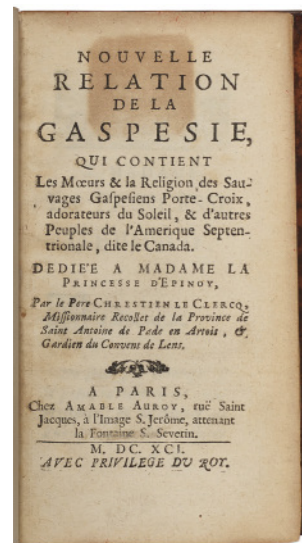 NOUVELLE
RELATION
DE LA
GASPESIE,
QUI CONTIENT
Les Mœurs & la Religion des Sau-
vages Gaſpeſiens Porte-Croix,
adorateurs du Soleil, & d'autres
Peuples de l'Amerique Septen-
trionale, dite le Canada.
DEDIE'E A MADAME LA
PRINCESSE D'EPINOY,
Par le Pere CHRESTIEN LE CLERCQ,
Miſſionnaire Recollet de la Province de
Saint Antoine de Pade en Artois, &
Gardien du Convent de Lens.
A PARIS,
Chez AMABLE AUROY, ruë Saint
Jacques, à l'Image S. Jerôme, attenant
la Fontaine S. Severin.
M. DC. XCI.
AVEC PRIVILEGE DV ROY.